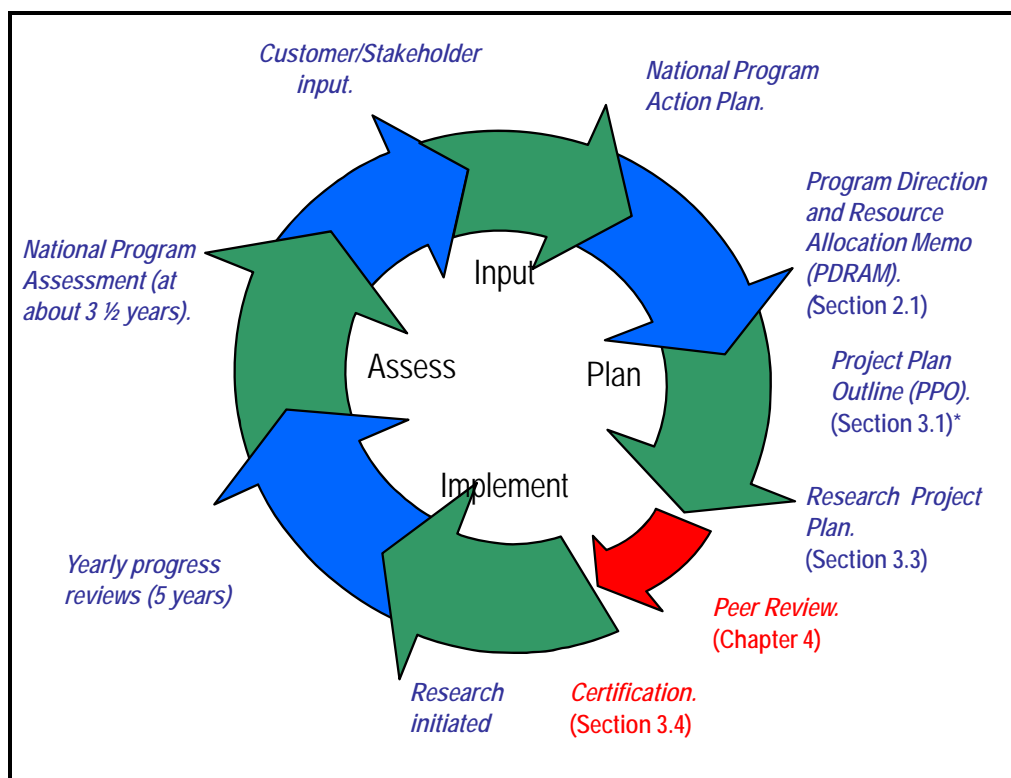 Customer/Stakeholder
input.
National Program
Action Plan.
Program Direction
and Resource
Allocation Memo
(PDRAM).
(Section 2.1)
Project Plan
Outline (PPO).
(Section 3.1)*
Research Project
Plan.
(Section 3.3)
Peer Review.
(Chapter 4)
Certification.
(Section 3.4)
Research
initiated
Yearly progress
reviews (5 years)
National Program
Assessment (at
about 3 ½ years).
Input
Plan
Implement
Assess